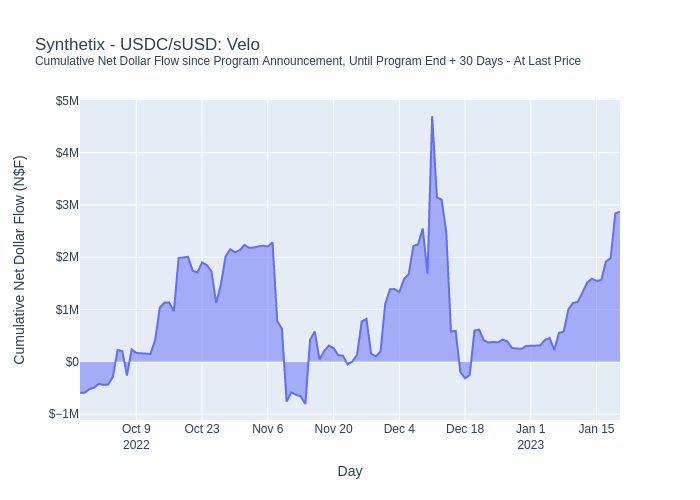 Synthetix - USDC/sUSD: Velo
Cumulative Net Dollar Flow since Program Announcement, Until Program End + 30 Days - At Last Price
Cumulative Net Dollar Flow (N$F)
$5M
$4M
$3M
$2M
$1M
$0
$−1M
Oct 9
2022
Oct 23
Nov 6
Nov 20
Dec 4
Dec 18
Jan 1
2023
Jan 15
Day